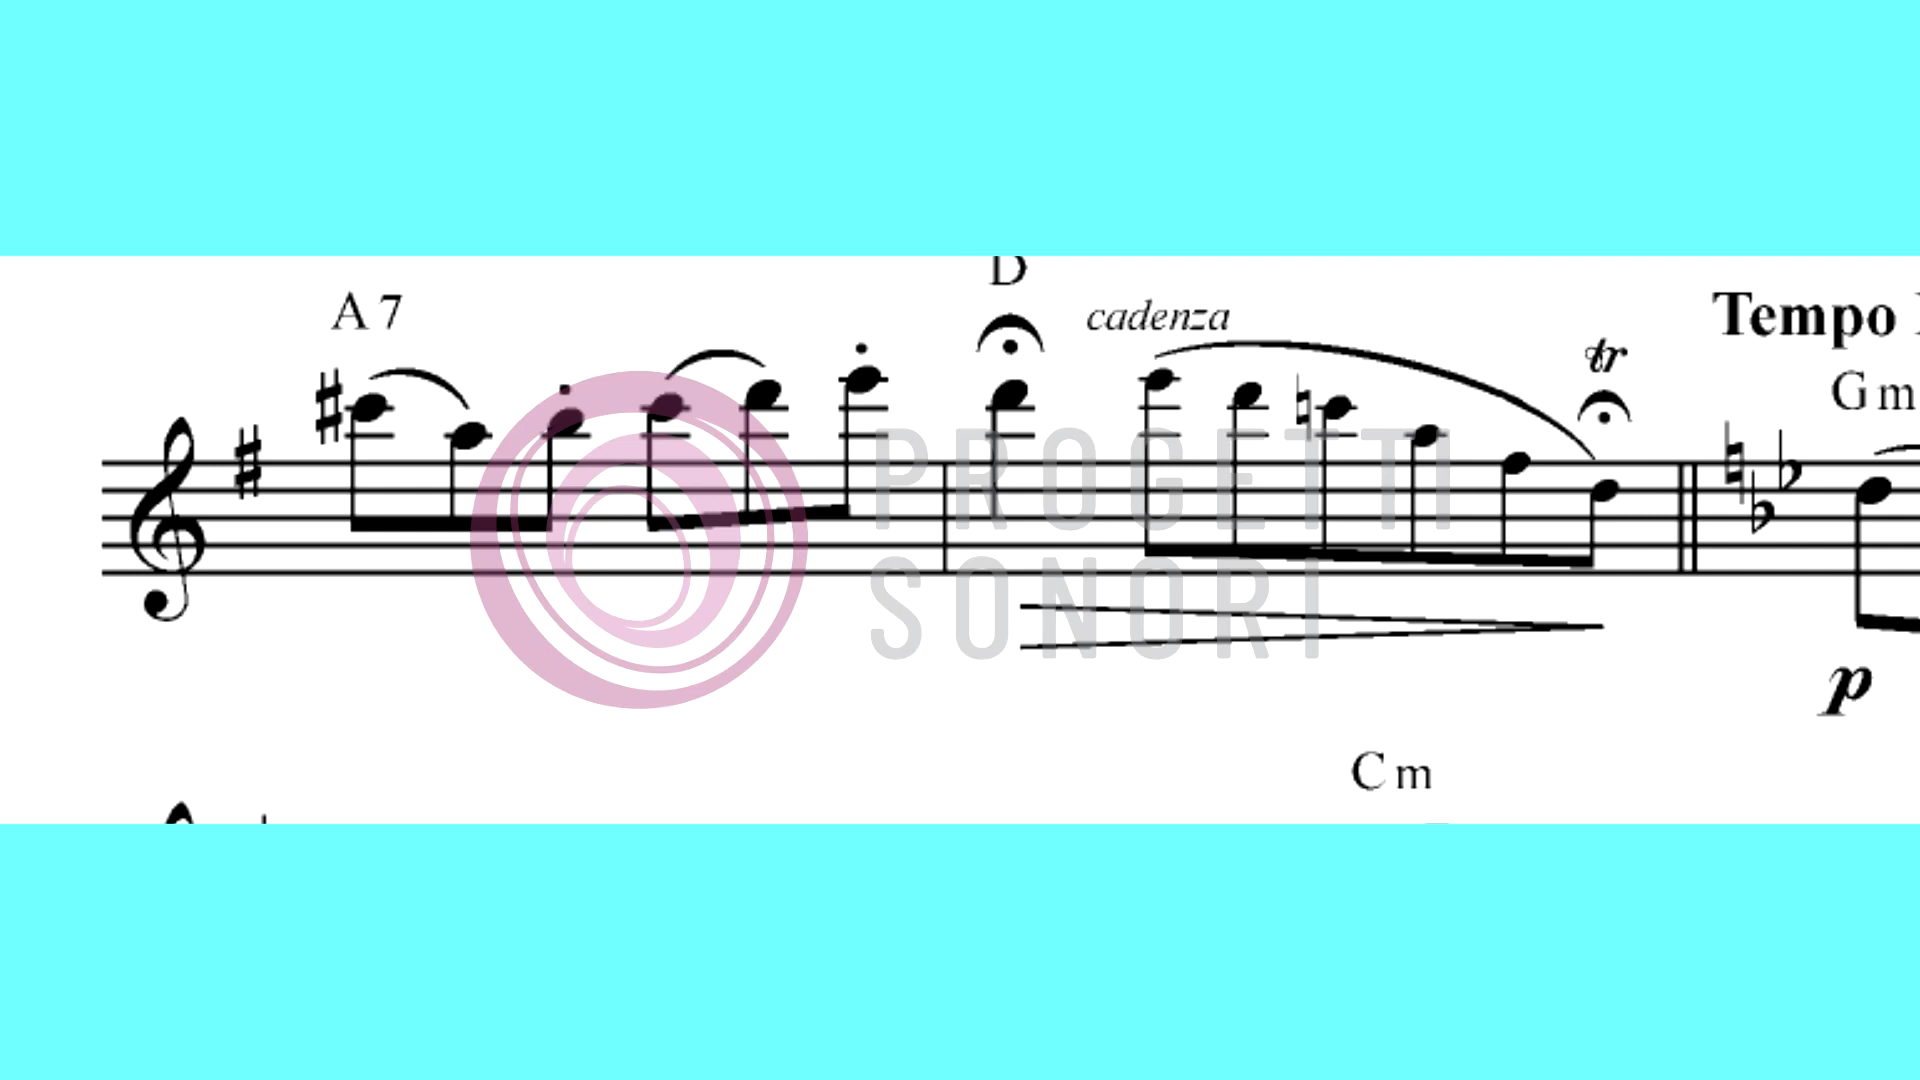 D
A 7
cadenza
tr
Tempo
G m
PROGETTI
SONORI
p
C m